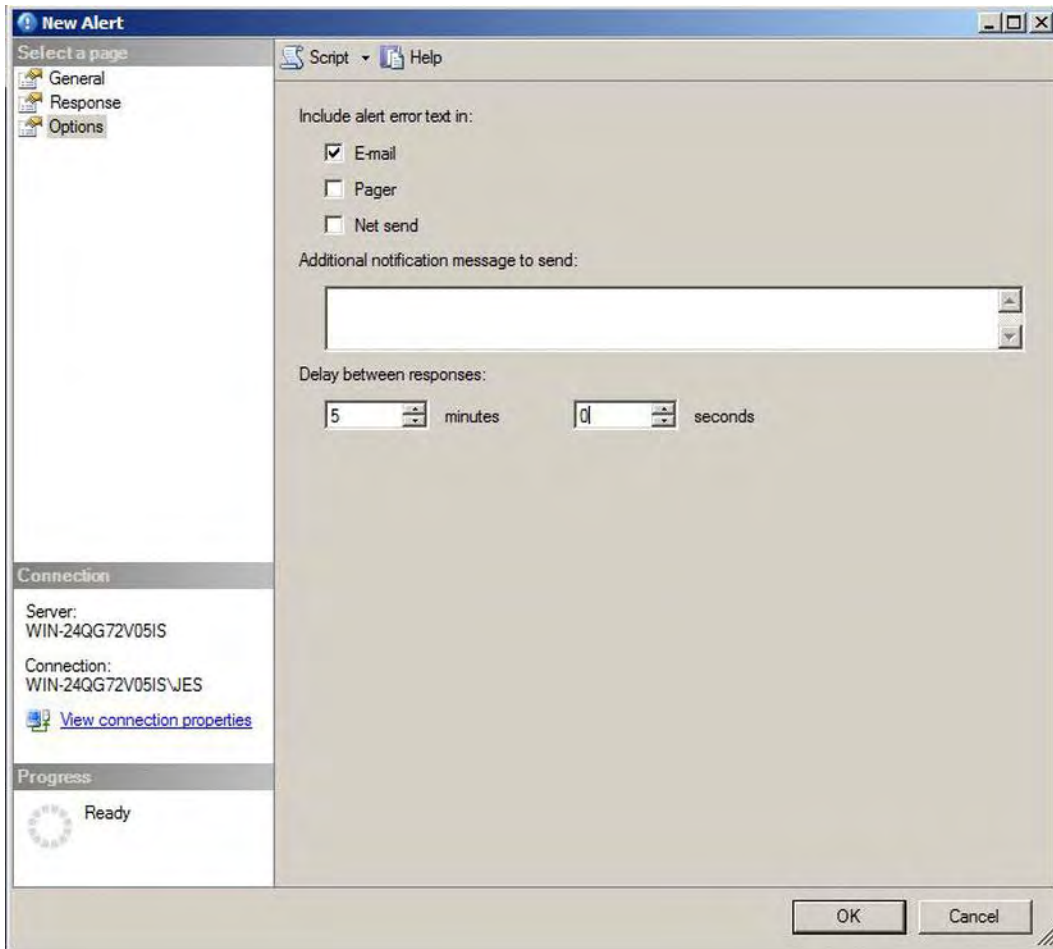 New Alert
Select a page
General
Response
Options
Script
Help
Include alert error text in:
E-mail
Pager
Net send
Additional notification message to send:
Delay between responses:
5 minutes 0 seconds
Connection
Server:
WIN-24QG72V05IS
Connection:
WIN-24QG72V05IS\JES
View connection properties
Progress
Ready
OK Cancel